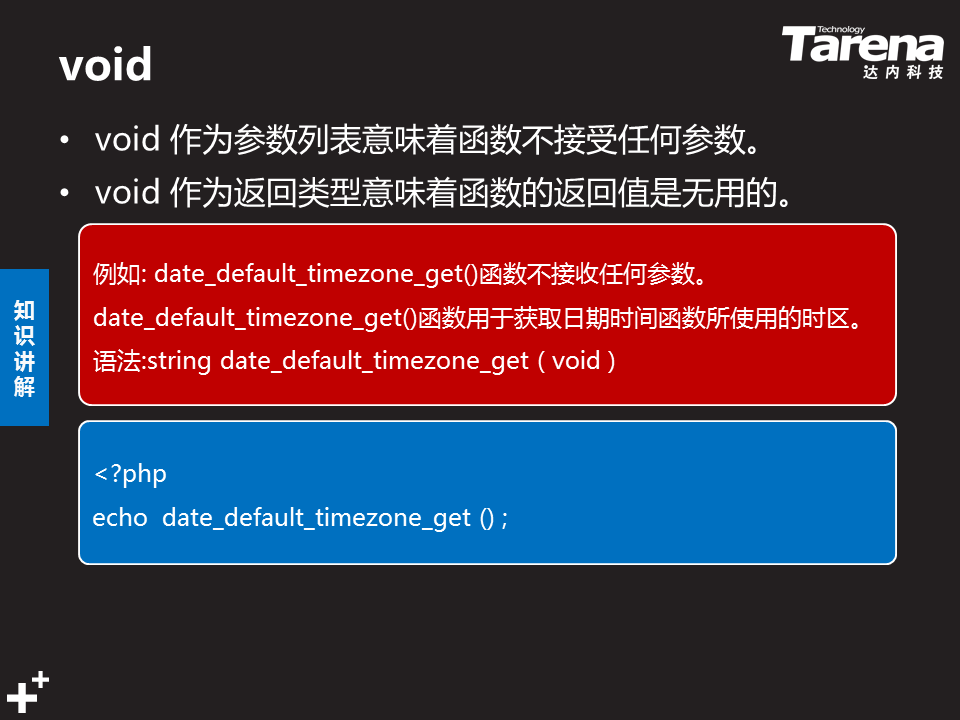 void
Technology
Tarena
达内科技
• void 作为参数列表意味着函数不接受任何参数。
• void 作为返回类型意味着函数的返回值是无用的。
例如: date_default_timezone_get()函数不接收任何参数。
date_default_timezone_get()函数用于获取日期时间函数所使用的时区。
语法:string date_default_timezone_get ( void )
知识讲解
<?php
echo  date_default_timezone_get () ;